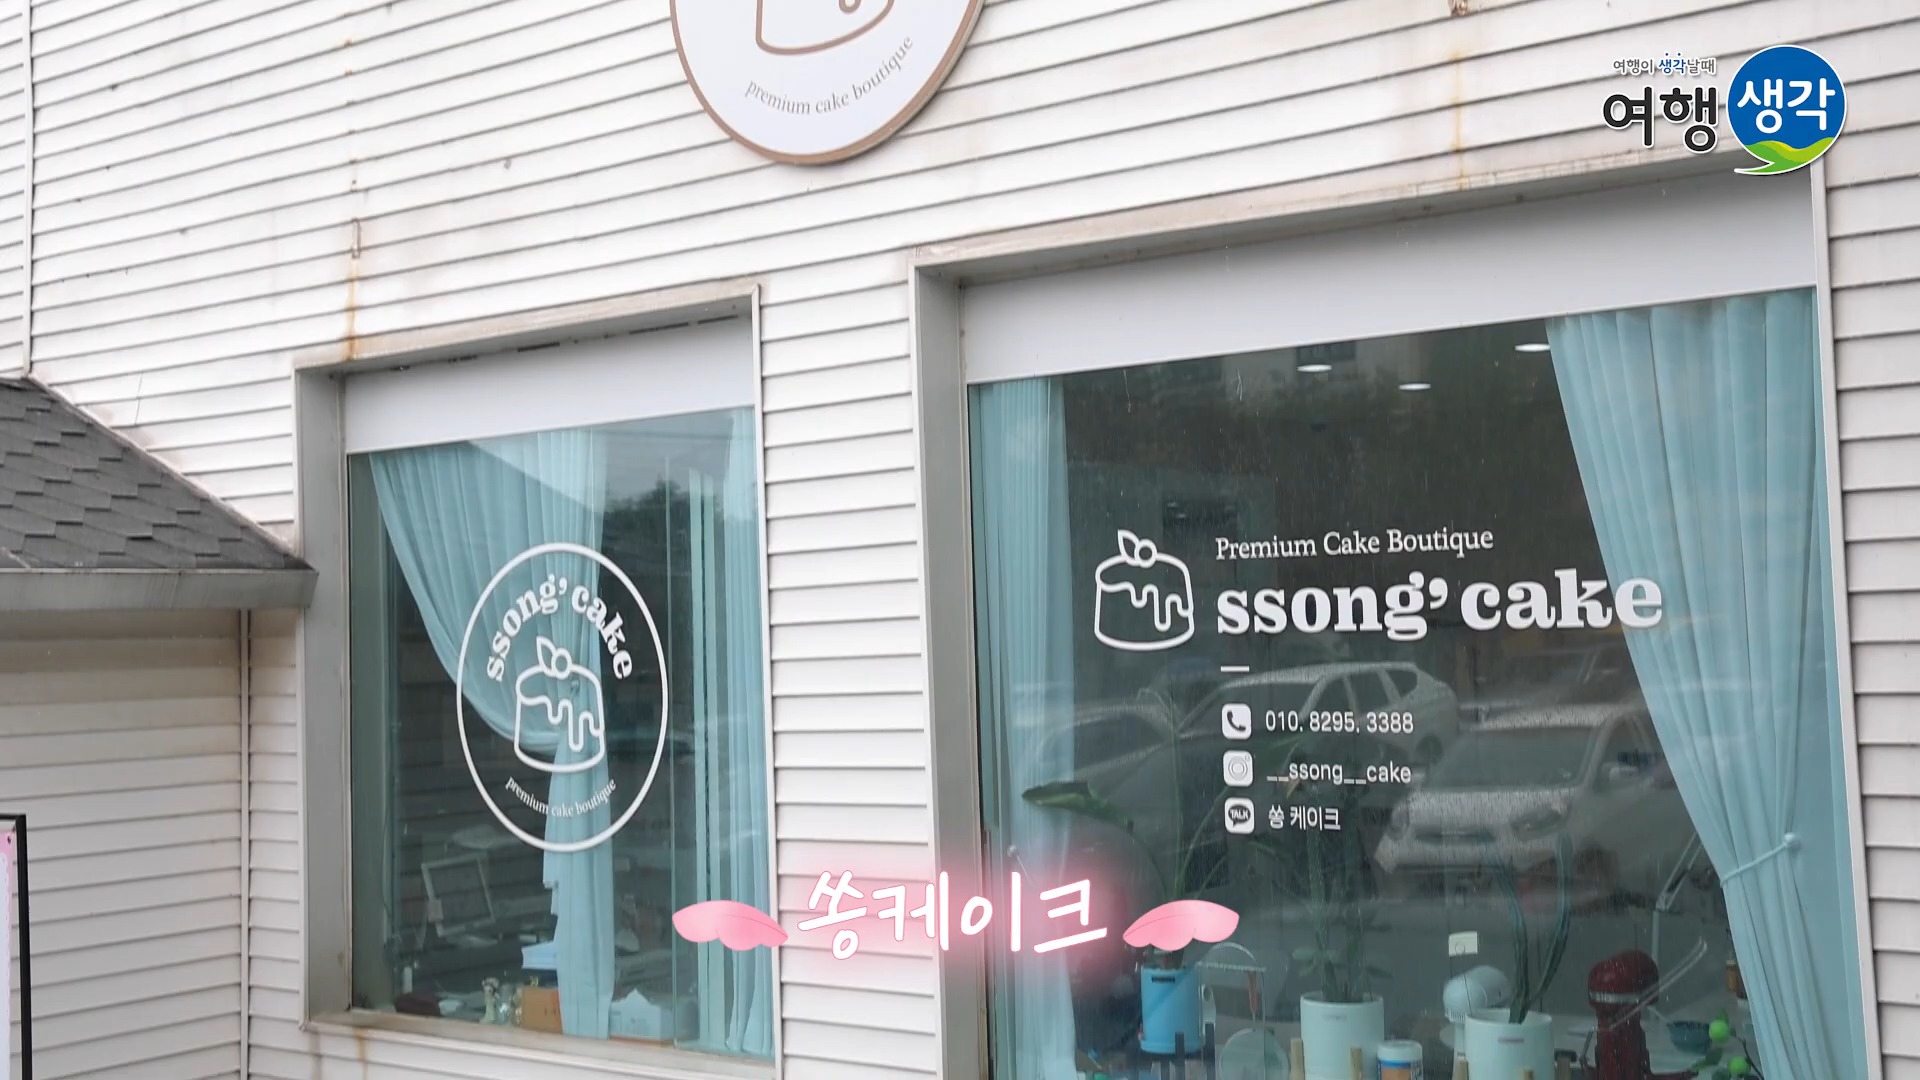 premium cake boutique
여행이 생각날때
여행생각
ssong' cake
premium cake boutique
Premium Cake Boutique
ssong' cake
010. 8295. 3388
__ssong__cake
TALK
쏭 케이크
쏭케이크